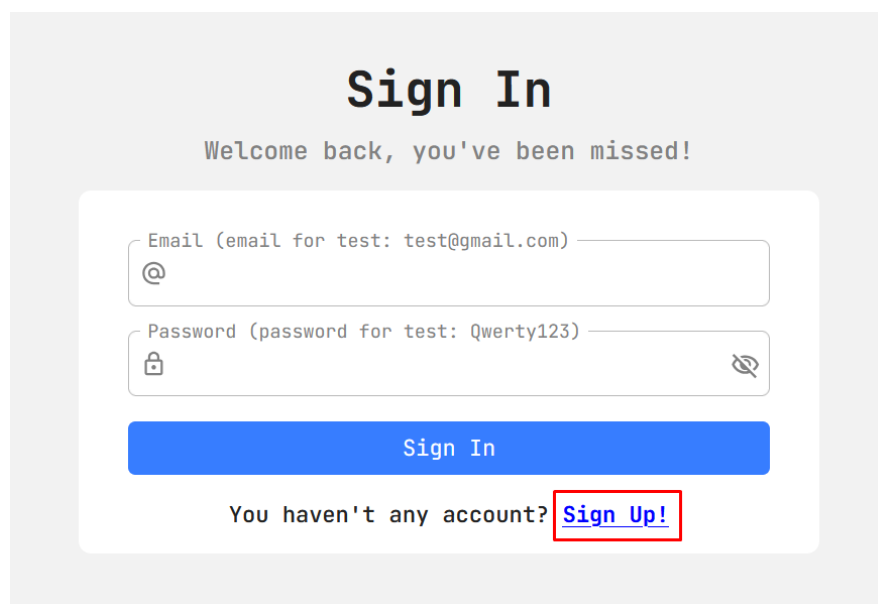 Sign In
Welcome back, you've been missed!
Email (email for test: test@gmail.com)
Password (password for test: Qwerty123)
Sign In
You haven't any account? Sign Up!